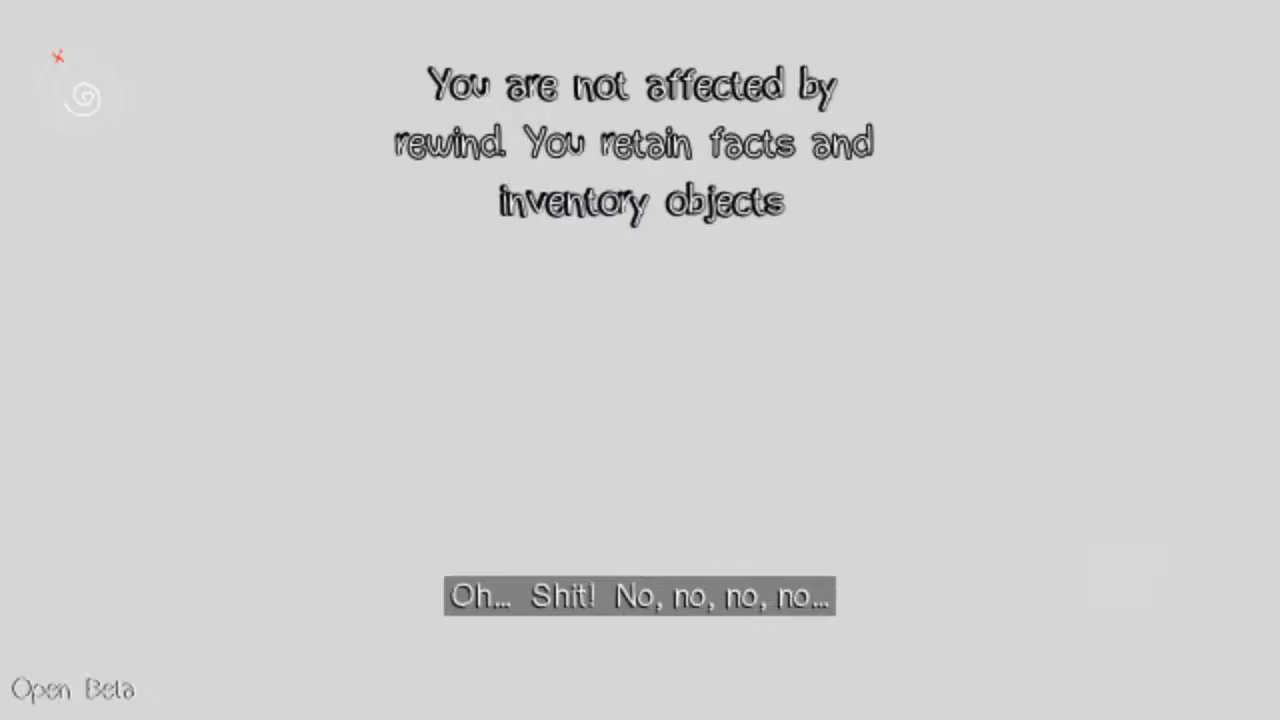 You are not affected by
rewind. You retain facts and
inventory objects
Oh... Shit! No, no, no, no...
Open Beta